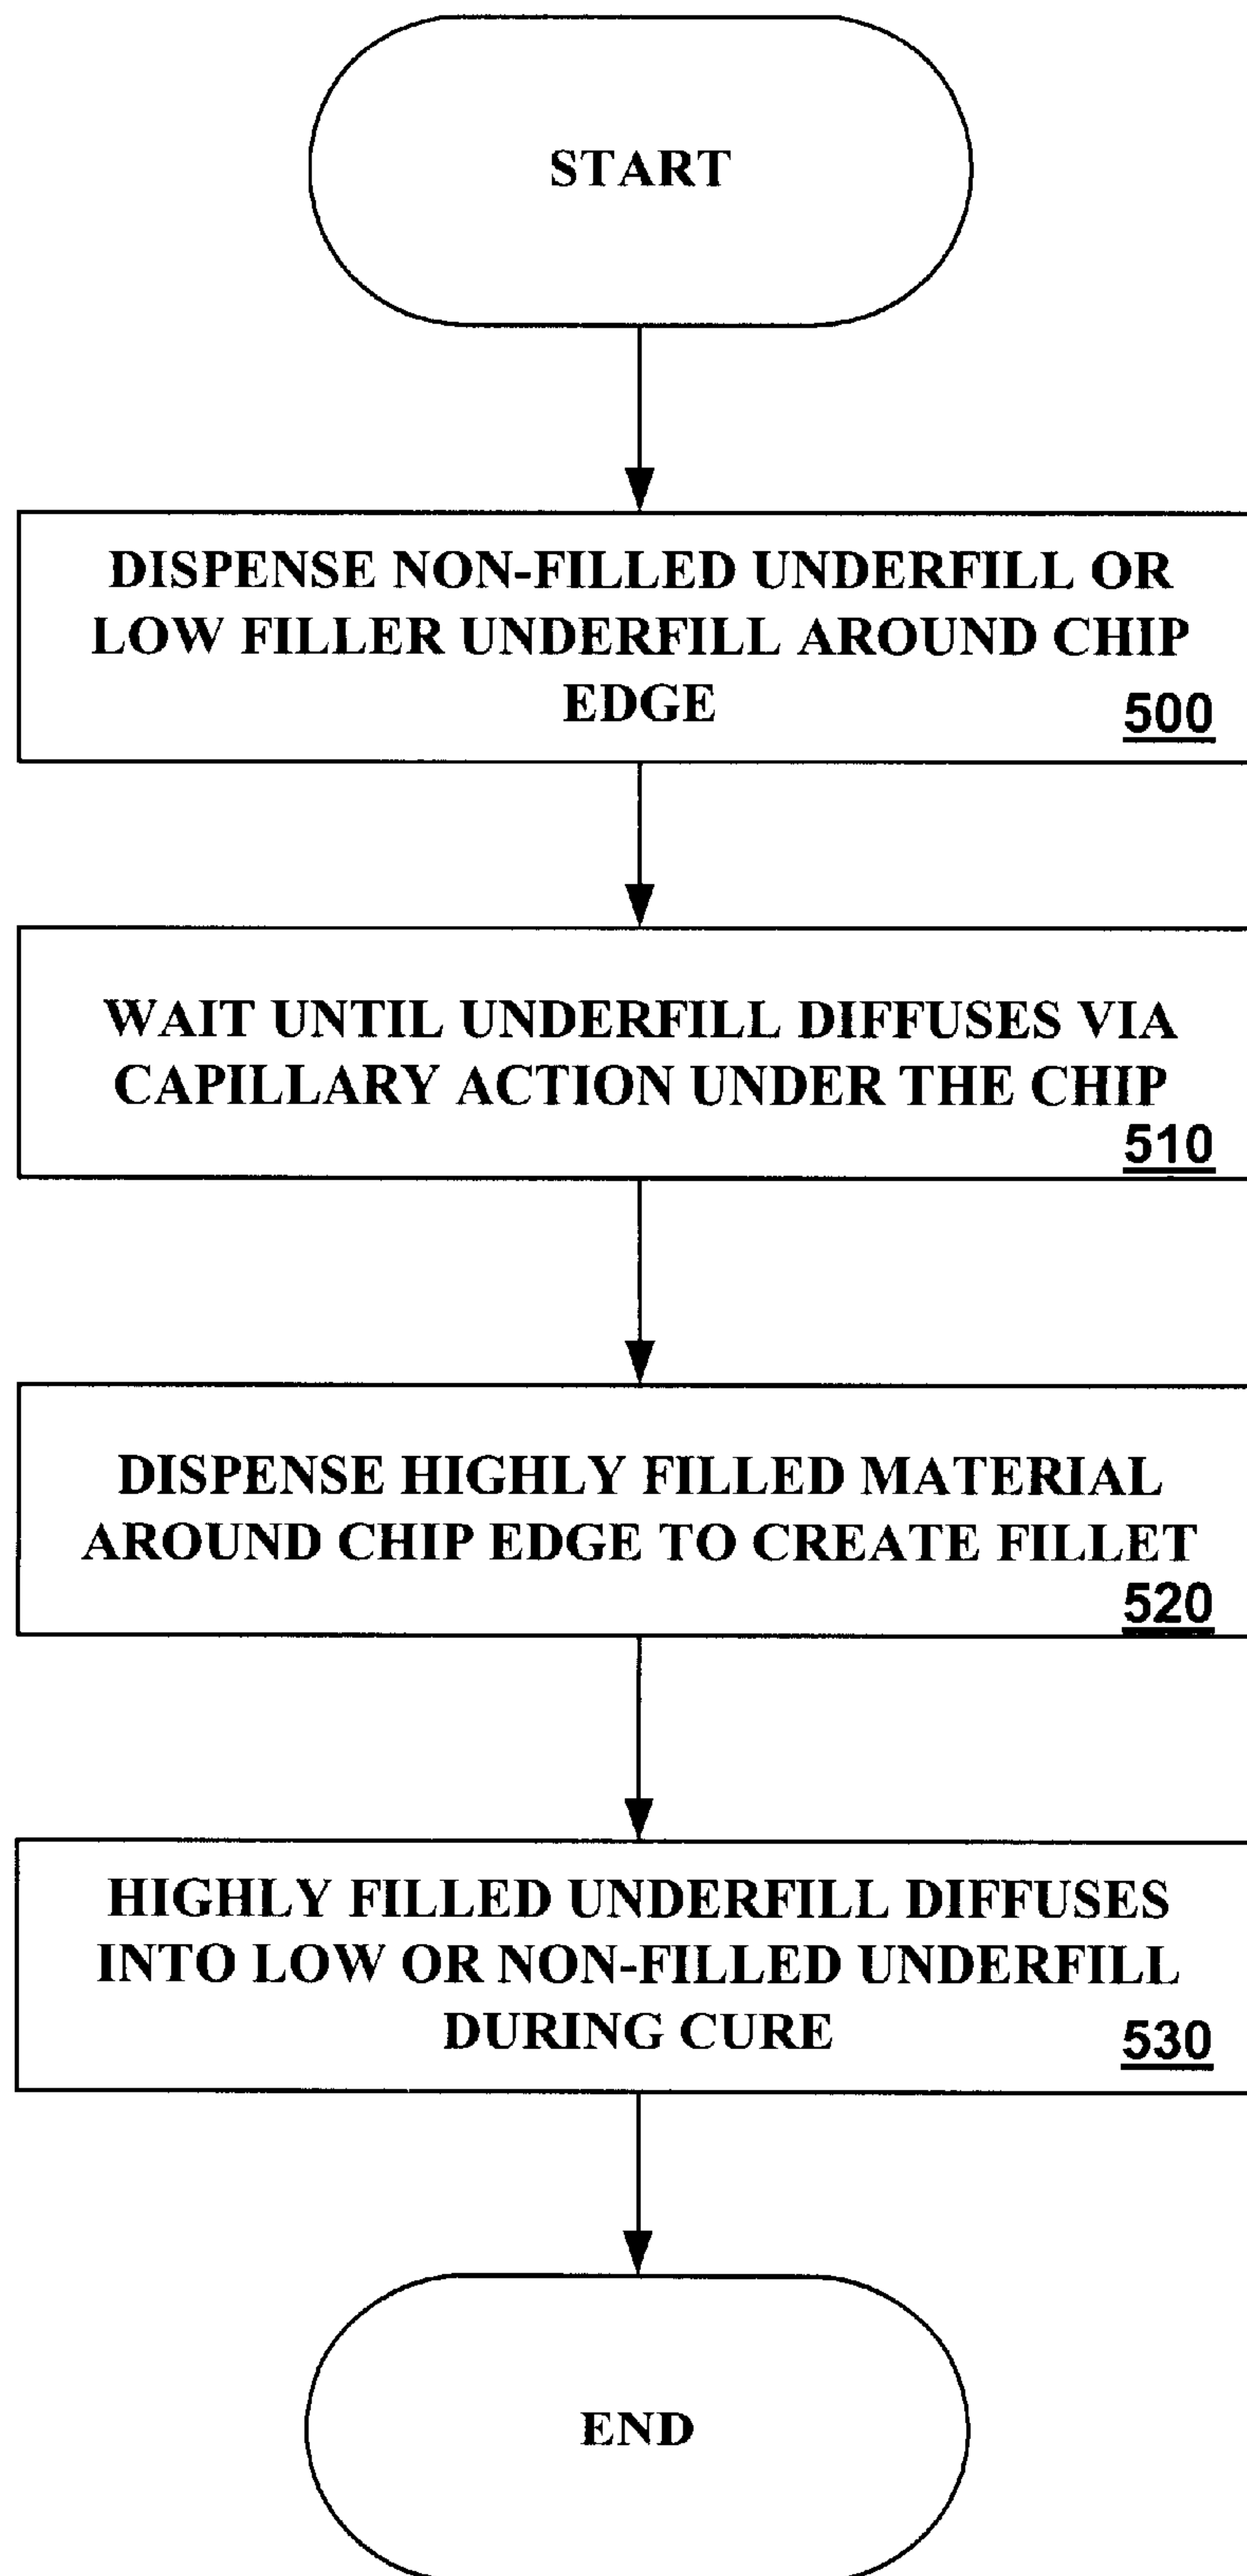 START
DISPENSE NON-FILLED UNDERFILL OR
LOW FILLER UNDERFILL AROUND CHIP
EDGE
500
WAIT UNTIL UNDERFILL DIFFUSES VIA
CAPILLARY ACTION UNDER THE CHIP
510
DISPENSE HIGHLY FILLED MATERIAL
AROUND CHIP EDGE TO CREATE FILLET
520
HIGHLY FILLED UNDERFILL DIFFUSES
INTO LOW OR NON-FILLED UNDERFILL
DURING CURE
530
END